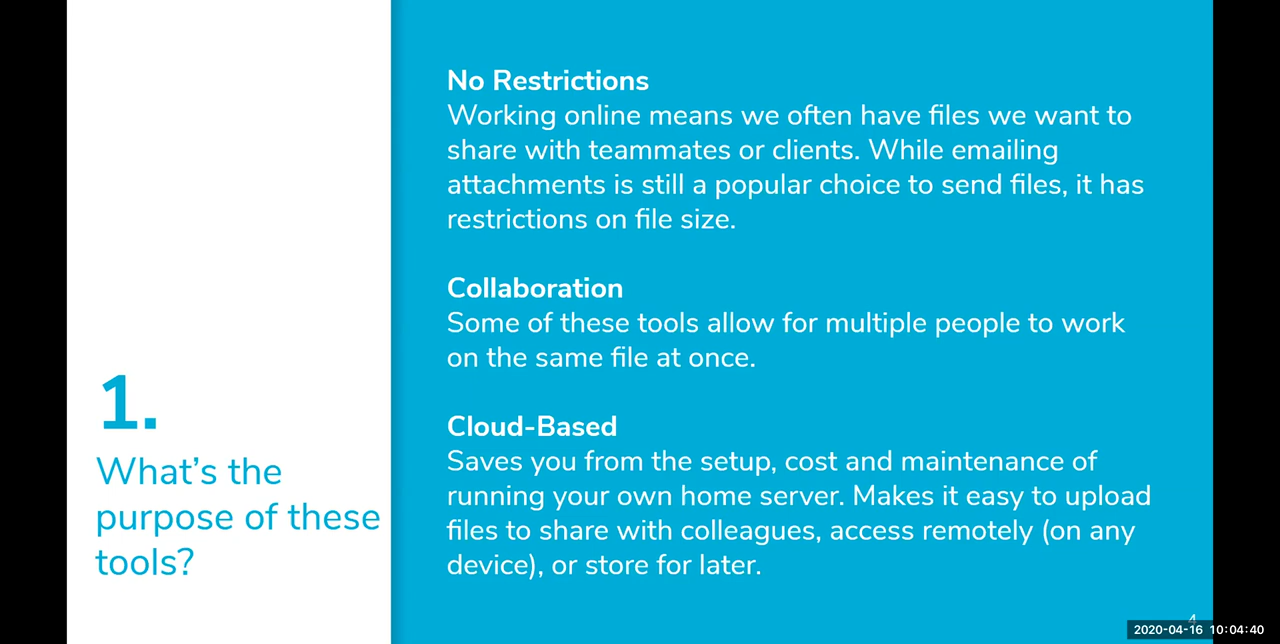 1.
What's the
purpose of these
tools?
No Restrictions
Working online means we often have files we want to
share with teammates or clients. While emailing
attachments is still a popular choice to send files, it has
restrictions on file size.
Collaboration
Some of these tools allow for multiple people to work
on the same file at once.
Cloud-Based
Saves you from the setup, cost and maintenance of
running your own home server. Makes it easy to upload
files to share with colleagues, access remotely (on any
device), or store for later.
4
2020-04-16 10:04:40